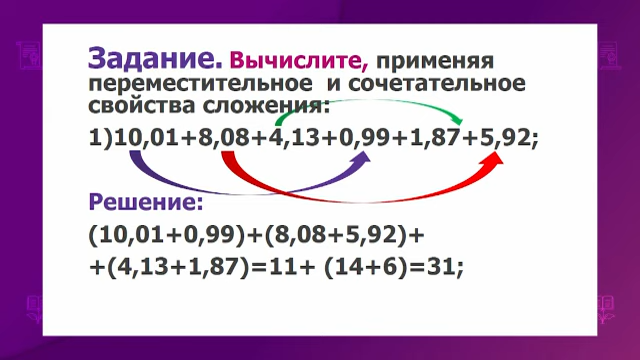 Задание. Вычислите, применяя
переместительное и сочетательное
свойства сложения:
1)10,01+8,08+4,13+0,99+1,87+5,92;
Решение:
(10,01+0,99)+(8,08+5,92)+
+(4,13+1,87)=11+ (14+6)=31;